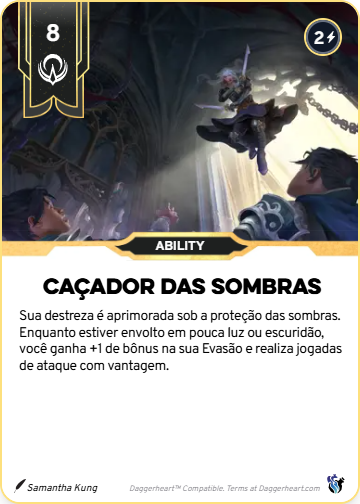 8
2
ABILITY
CAÇADOR DAS SOMBRAS
Sua destreza é aprimorada sob a proteção das sombras.
Enquanto estiver envolto em pouca luz ou escuridão,
você ganha +1 de bônus na sua Evasão e realiza jogadas
de ataque com vantagem.
Samantha Kung
Daggerheart™ Compatible. Terms at Daggerheart.com